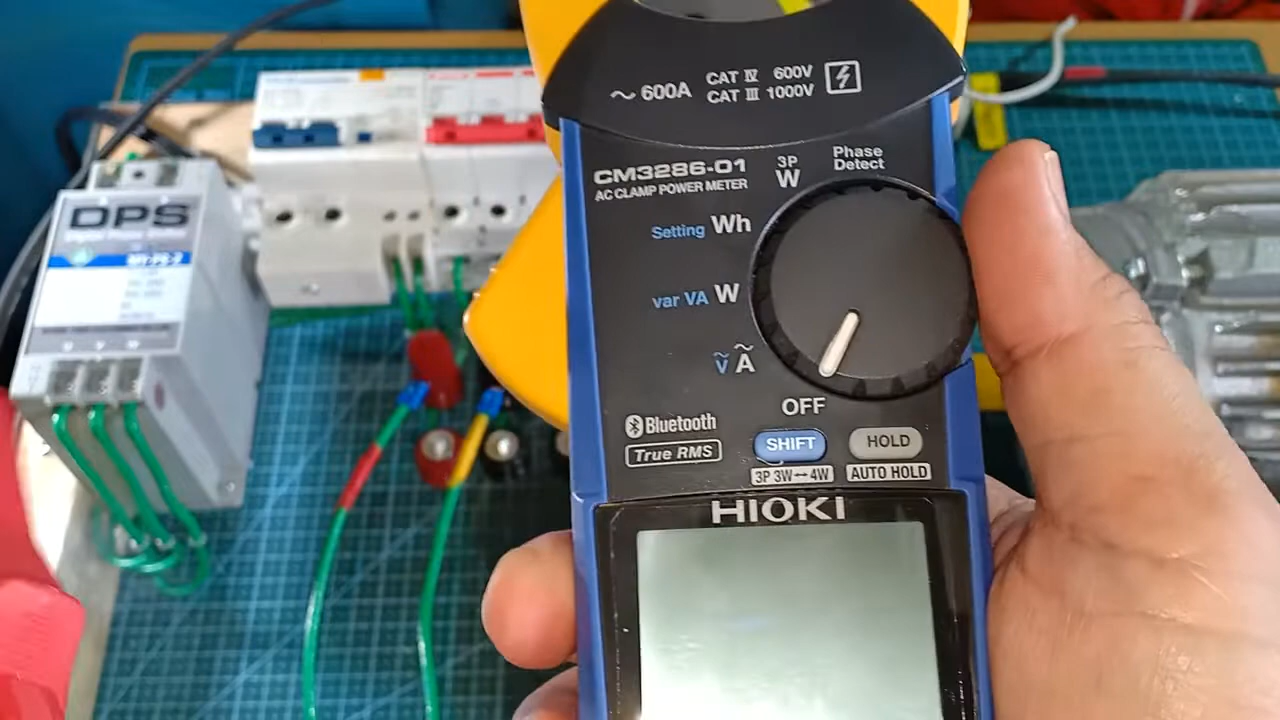 ~ 600A
CAT IV 600V
CAT III 1000V
CM3286-01
AC CLAMP POWER METER
3P
W
Phase
Detect
Setting Wh
var VA W
Ṽ Ã
OFF
Bluetooth
True RMS
SHIFT
HOLD
3P 3W↔4W
AUTO HOLD
HIOKI
DPS